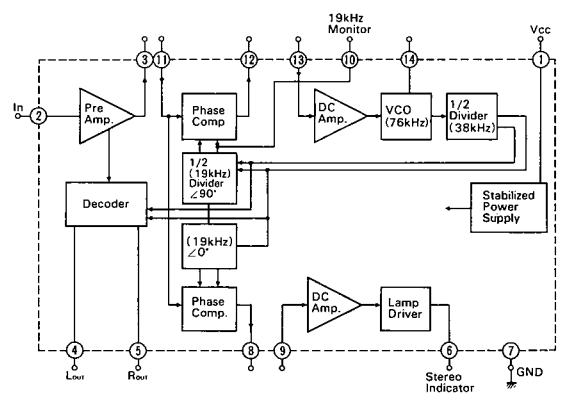 19kHz
Monitor
Vcc
3
11
12
13
10
14
1
In
2
Pre
Amp.
Phase
Comp
DC
Amp.
VCO
(76kHz)
1/2
Divider
(38kHz)
1/2
(19kHz)
Divider
∠90°
Decoder
Stabilized
Power
Supply
(19kHz)
∠0°
Phase
Comp.
DC
Amp.
Lamp
Driver
4
5
8
9
6
7
LOUT
ROUT
Stereo
Indicator
GND